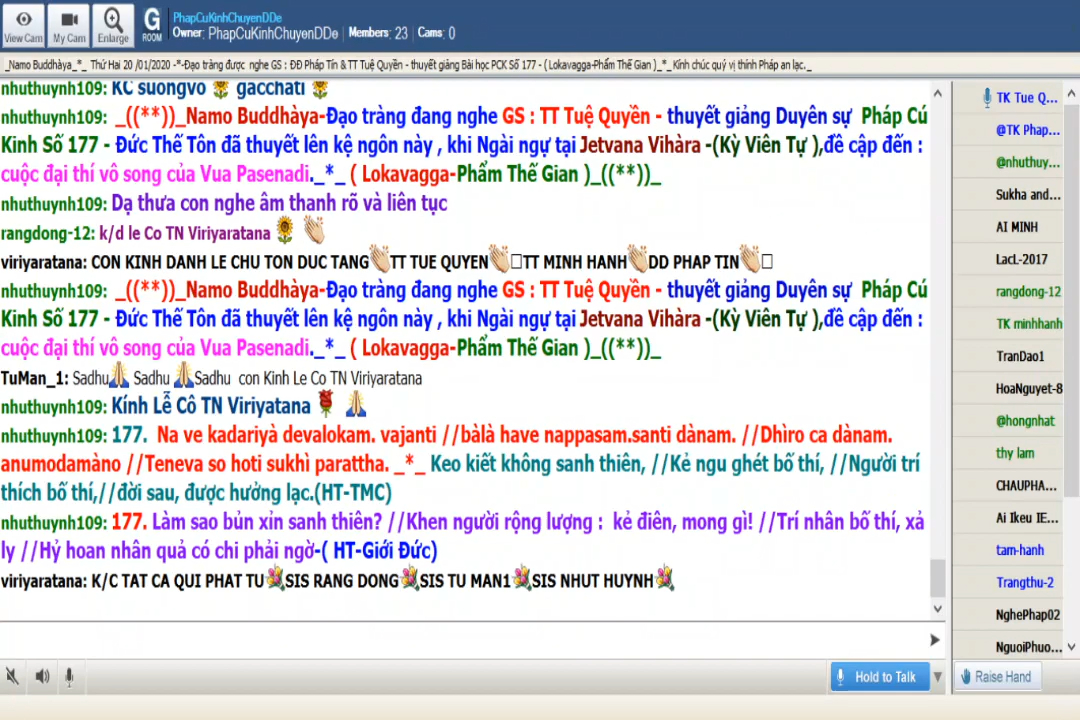 PhapCuKinhChuyenDDe
Owner: PhapCuKinhChuyenDDe Members: 23 Cams: 0
View Cam My Cam Enlarge G ROOM
_Namo Buddhàya_*_ Thứ Hai 20 /01/2020 -*-Đạo tràng được nghe GS : ĐĐ Pháp Tín & TT Tuệ Quyền - thuyết giảng Bài học PCK Số 177 - ( Lokavagga-Phẩm Thế Gian )_*_ Kính chúc quý vị thính Pháp an lạc._
nhuthuynh109: KC suongvo gacchati
nhuthuynh109: _((**))_Namo Buddhàya-Đạo tràng đang nghe GS : TT Tuệ Quyền - thuyết giảng Duyên sự Pháp Cú
Kinh Số 177 - Đức Thế Tôn đã thuyết lên kệ ngôn này , khi Ngài ngự tại Jetvana Vihàra -(Kỳ Viên Tự ),đề cập đến :
cuộc đại thí vô song của Vua Pasenadi._*_ ( Lokavagga-Phẩm Thế Gian )_((**))_
nhuthuynh109: Dạ thưa con nghe âm thanh rõ và liên tục
rangdong-12: k/d le Co TN Viriyaratana
viriyaratana: CON KINH DANH LE CHU TON DUC TANG TT TUE QUYEN TT MINH HANH DD PHAP TIN
nhuthuynh109: _((**))_Namo Buddhàya-Đạo tràng đang nghe GS : TT Tuệ Quyền - thuyết giảng Duyên sự Pháp Cú
Kinh Số 177 - Đức Thế Tôn đã thuyết lên kệ ngôn này , khi Ngài ngự tại Jetvana Vihàra -(Kỳ Viên Tự ),đề cập đến :
cuộc đại thí vô song của Vua Pasenadi._*_ ( Lokavagga-Phẩm Thế Gian )_((**))_
TuMan_1: Sadhu Sadhu Sadhu con Kinh Le Co TN Viriyaratana
nhuthuynh109: Kính Lễ Cô TN Viriyatana
nhuthuynh109: 177. Na ve kadariyà devalokam. vajanti //bàlà have nappasam.santi dànam. //Dhìro ca dànam.
anumodamàno //Teneva so hoti sukhì parattha. _*_ Keo kiết không sanh thiên, //Kẻ ngu ghét bố thí, //Người trí
thích bố thí,//đời sau, được hưởng lạc.(HT-TMC)
nhuthuynh109: 177. Làm sao bủn xỉn sanh thiên? //Khen người rộng lượng : kẻ điên, mong gì! //Trí nhân bố thí, xả
ly //Hỷ hoan nhân quả có chi phải ngờ-( HT-Giới Đức)
viriyaratana: K/C TAT CA QUI PHAT TU SIS RANG DONG SIS TU MAN1 SIS NHUT HUYNH
TK Tue Q...
@TK Phap...
@nhuthuy...
Sukha and...
AI MINH
LacL-2017
rangdong-12
TK minhhanh
TranDao1
HoaNguyet-8
@hongnhat
thy lam
CHAUPHA...
Ai Ikeu IE...
tam-hanh
Trangthu-2
NghePhap02
NguoiPhuo...
Hold to Talk
Raise Hand